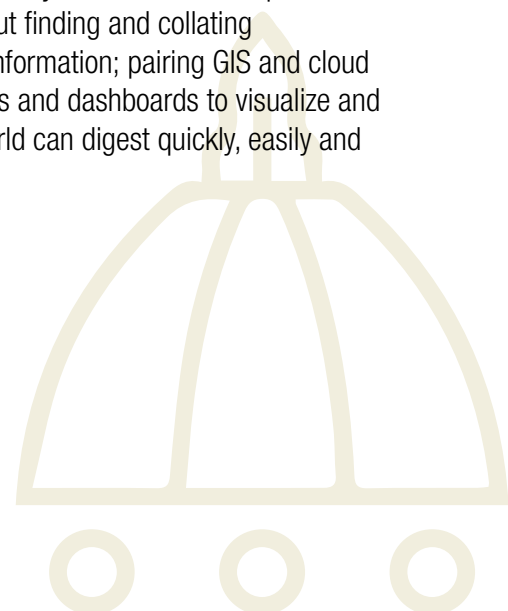 ut finding and collating
nformation; pairing GIS and cloud
s and dashboards to visualize and
rld can digest quickly, easily and